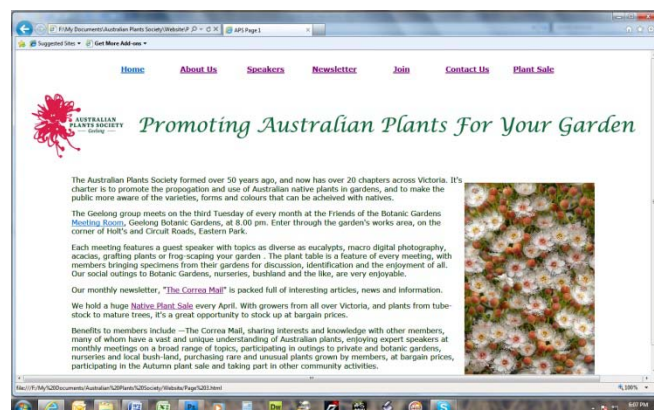 F:\My Documents\Australian Plants Society\Website\P
APS Page 1
Suggested Sites
Get More Add-ons
Home About Us Speakers Newsletter Join Contact Us Plant Sale
AUSTRALIAN
PLANTS SOCIETY
Geelong
Promoting Australian Plants For Your Garden
The Australian Plants Society formed over 50 years ago, and now has over 20 chapters across Victoria. It's
charter is to promote the propogation and use of Australian native plants in gardens, and to make the
public more aware of the varieties, forms and colours that can be acheived with natives.
The Geelong group meets on the third Tuesday of every month at the Friends of the Botanic Gardens
Meeting Room, Geelong Botanic Gardens, at 8.00 pm. Enter through the garden's works area, on the
corner of Holt's and Circuit Roads, Eastern Park.
Each meeting features a guest speaker with topics as diverse as eucalypts, macro digital photography,
acacias, grafting plants or frog-scaping your garden . The plant table is a feature of every meeting, with
members bringing specimens from their gardens for discussion, identification and the enjoyment of all.
Our social outings to Botanic Gardens, nurseries, bushland and the like, are very enjoyable.
Our monthly newsletter, "The Correa Mail" is packed full of interesting articles, news and information.
We hold a huge Native Plant Sale every April. With growers from all over Victoria, and plants from tube-
stock to mature trees, it's a great opportunity to stock up at bargain prices.
Benefits to members include —The Correa Mail, sharing interests and knowledge with other members,
many of whom have a vast and unique understanding of Australian plants, enjoying expert speakers at
monthly meetings on a broad range of topics, participating in outings to private and botanic gardens,
nurseries and local bush-land, purchasing rare and unusual plants grown by members, at bargain prices,
participating in the Autumn plant sale and taking part in other community activities.
file:///F:/My%20Documents/Australian%20Plants%20Society/Website/Page%203.html
100%
6:07 PM